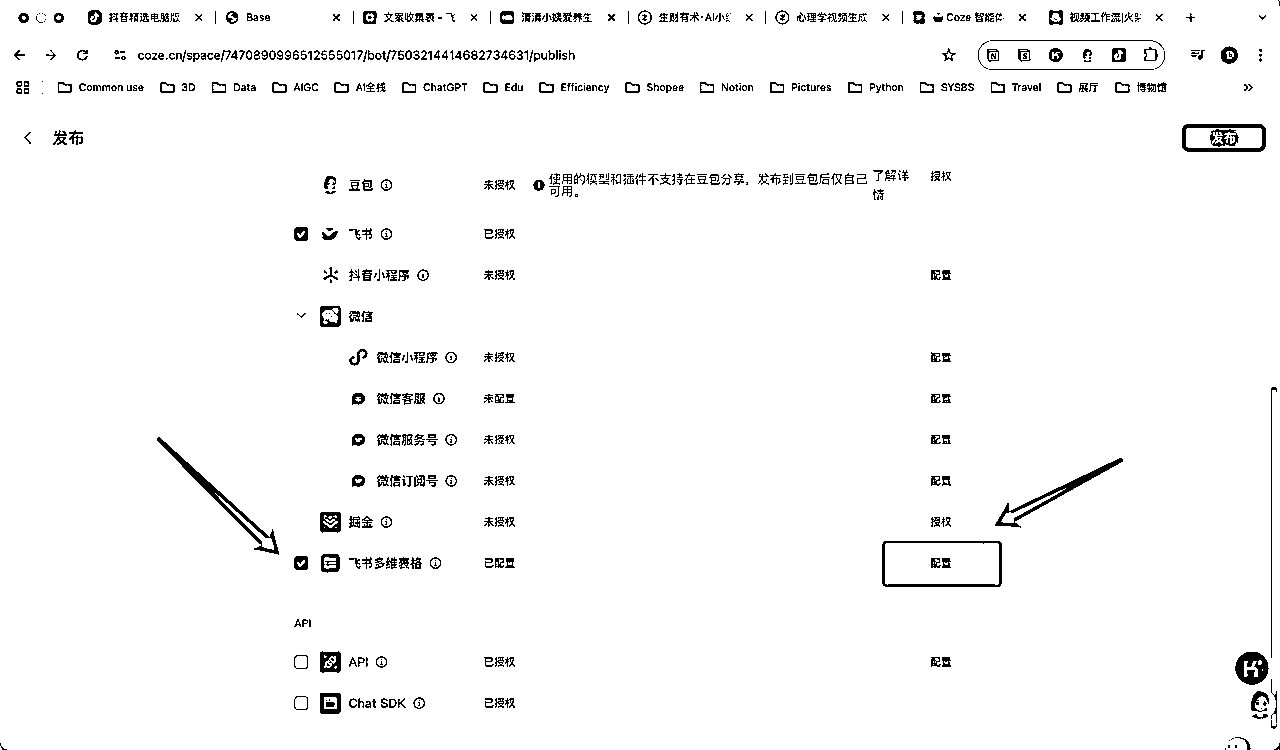 抖音精选电脑版
Base
文案收集表 - 飞
清清小姨爱养生
生财有术·AI小
心理学视频生成
Coze 智能体
视频工作流|火
coze.cn/space/7470890996512555017/bot/7503214414682734631/publish
Common use
3D
Data
AIGC
AI全栈
ChatGPT
Edu
Efficiency
Shopee
Notion
Pictures
Python
SYSBS
Travel
展厅
博物馆
发布
发布
豆包
未授权
使用的模型和插件不支持在豆包分享，发布到豆包后仅自己
可用。
了解详
情
授权
飞书
已授权
抖音小程序
未授权
配置
微信
微信小程序
未授权
配置
微信客服
未配置
配置
微信服务号
未授权
配置
微信订阅号
未授权
配置
掘金
未授权
授权
飞书多维表格
已配置
配置
API
API
已授权
配置
Chat SDK
已授权